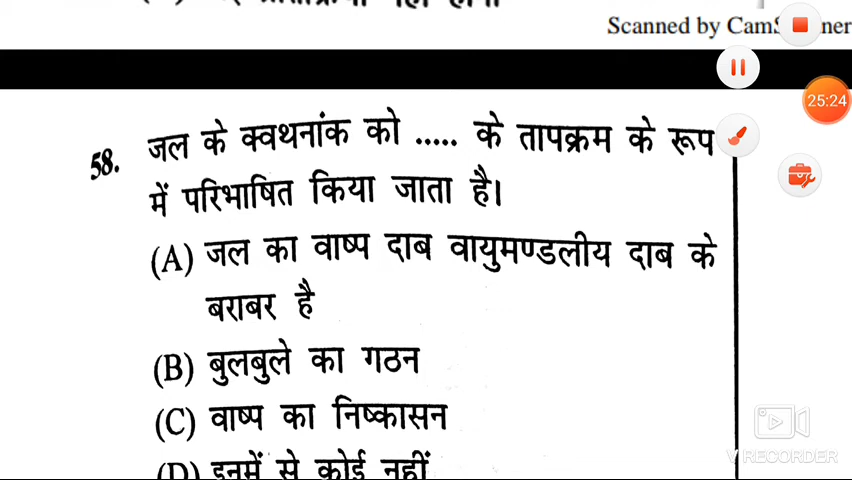 Scanned by Cam
25:24
58. जल के क्वथनांक को ..... के तापक्रम के रूप
में परिभाषित किया जाता है।
(A) जल का वाष्प दाब वायुमण्डलीय दाब के
बराबर है
(B) बुलबुले का गठन
(C) वाष्प का निष्कासन
(D) इनमें से कोई नहीं
V RECORDER